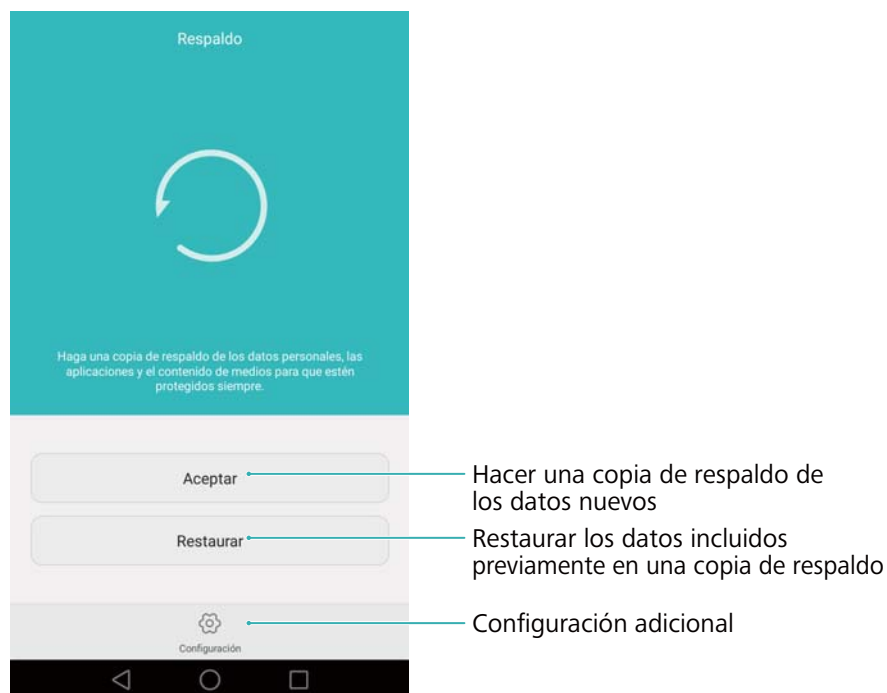 Respaldo
Haga una copia de respaldo de los datos personales, las
aplicaciones y el contenido de medios para que estén
protegidos siempre.
Aceptar
Hacer una copia de respaldo de
los datos nuevos
Restaurar
Restaurar los datos incluidos
previamente en una copia de respaldo
Configuración
Configuración adicional